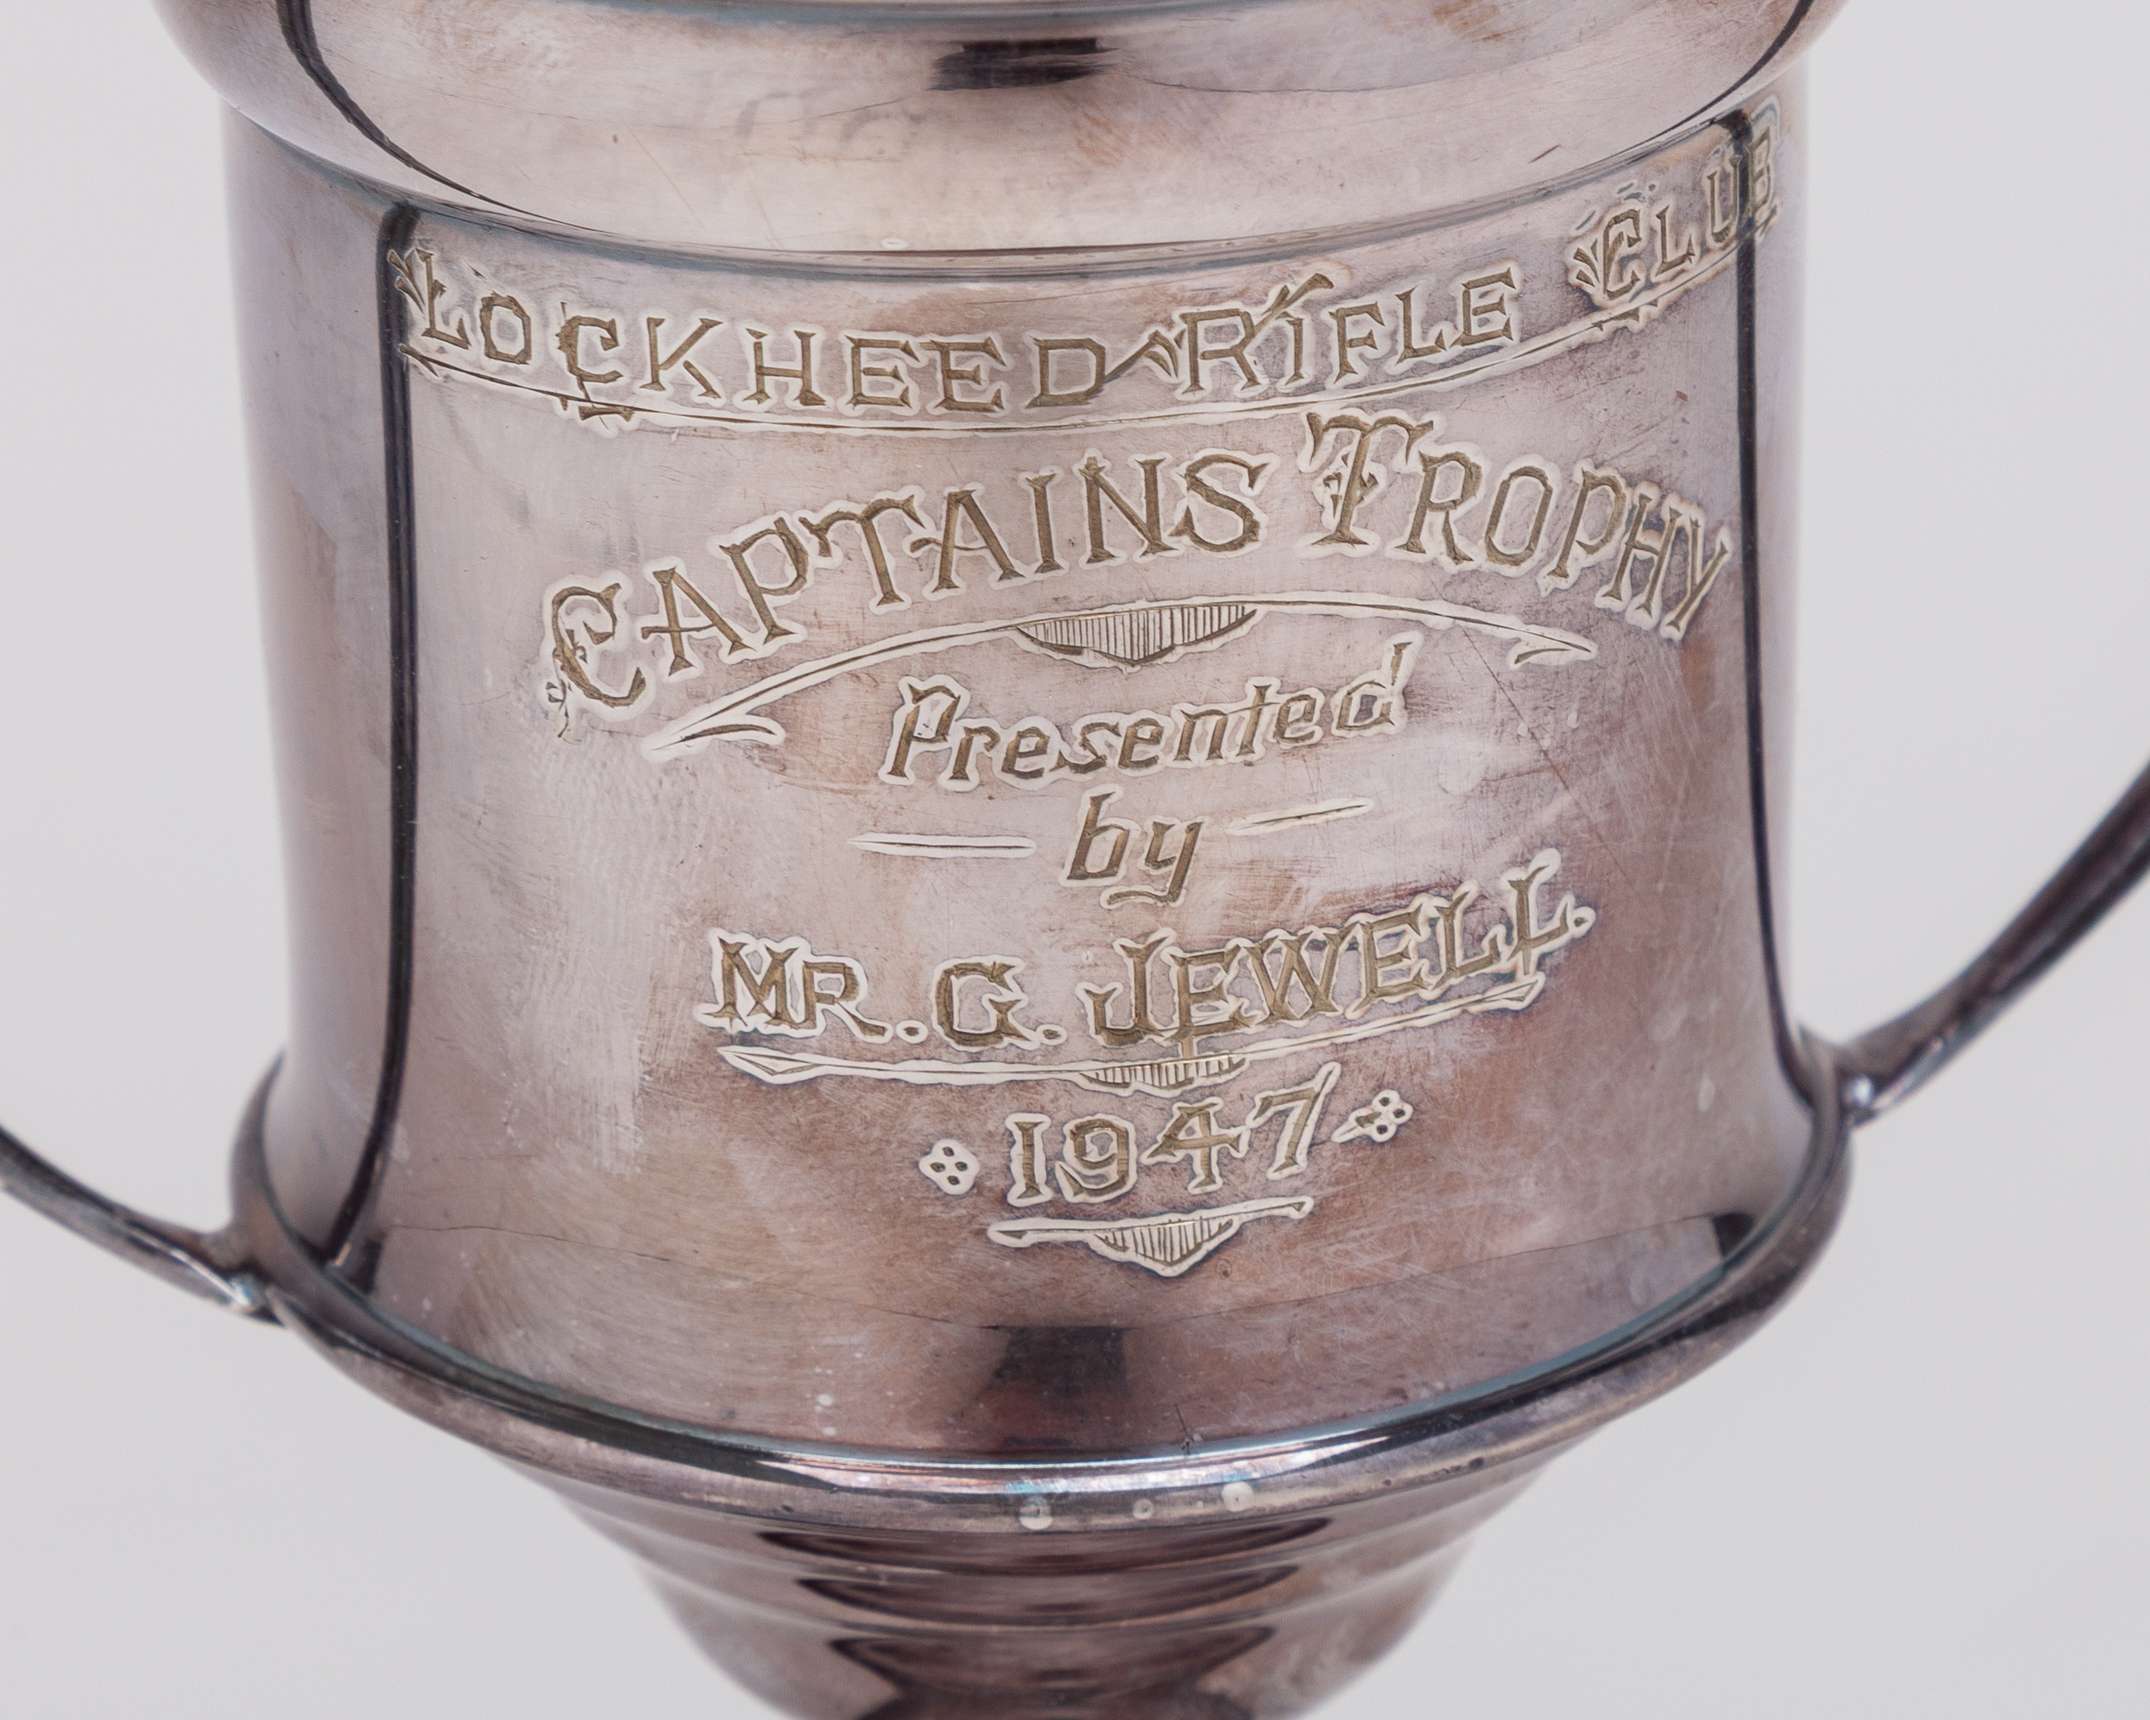 LOCKHEED RIFLE CLUB
CAPTAINS TROPHY
Presented
by
MR. G. JEWELL.
1947